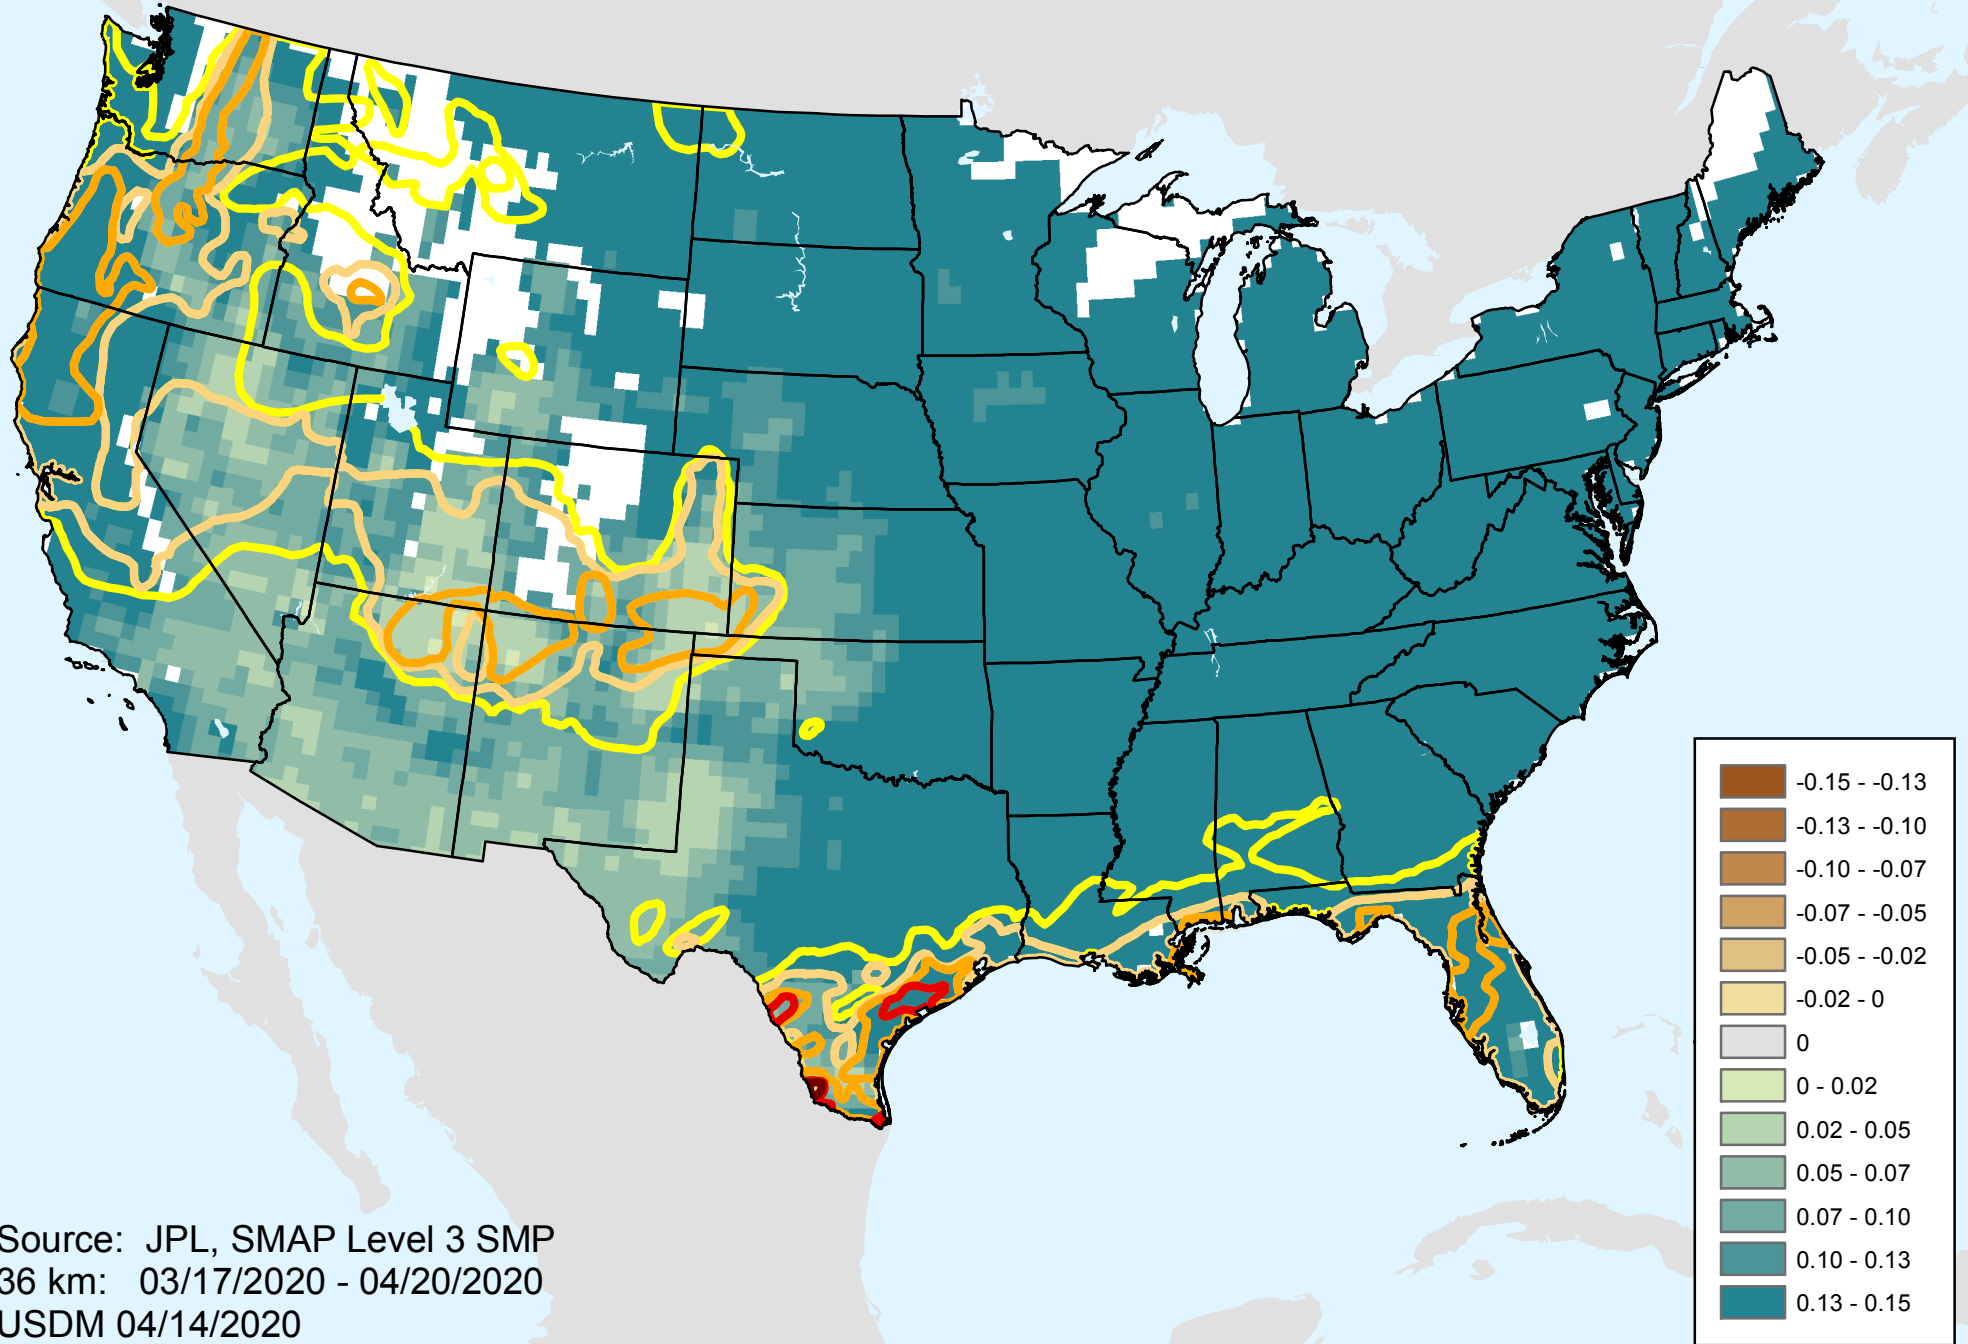 -0.15 - -0.13
-0.13 - -0.10
-0.10 - -0.07
-0.07 - -0.05
-0.05 - -0.02
-0.02 - 0
0
0 - 0.02
0.02 - 0.05
0.05 - 0.07
0.07 - 0.10
0.10 - 0.13
0.13 - 0.15
Source: JPL, SMAP Level 3 SMP
36 km: 03/17/2020 - 04/20/2020
USDM 04/14/2020